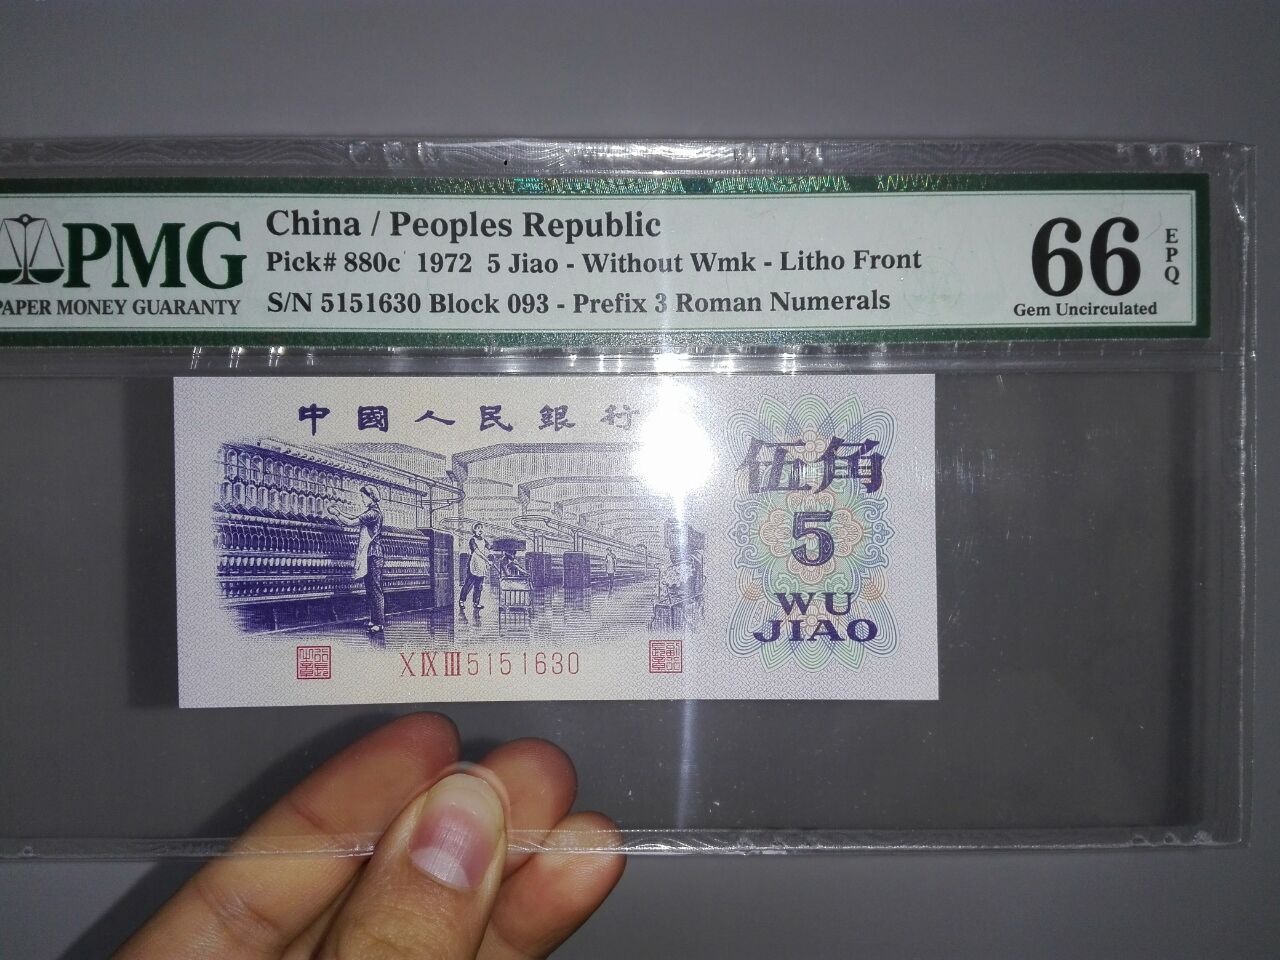 PMG
PAPER MONEY GUARANTY
China / Peoples Republic
Pick# 880c 1972 5 Jiao - Without Wmk - Litho Front
S/N 5151630 Block 093 - Prefix 3 Roman Numerals
66
EPQ
Gem Uncirculated
中國人民銀行
伍角
5
WU
JIAO
X IX III 5151630